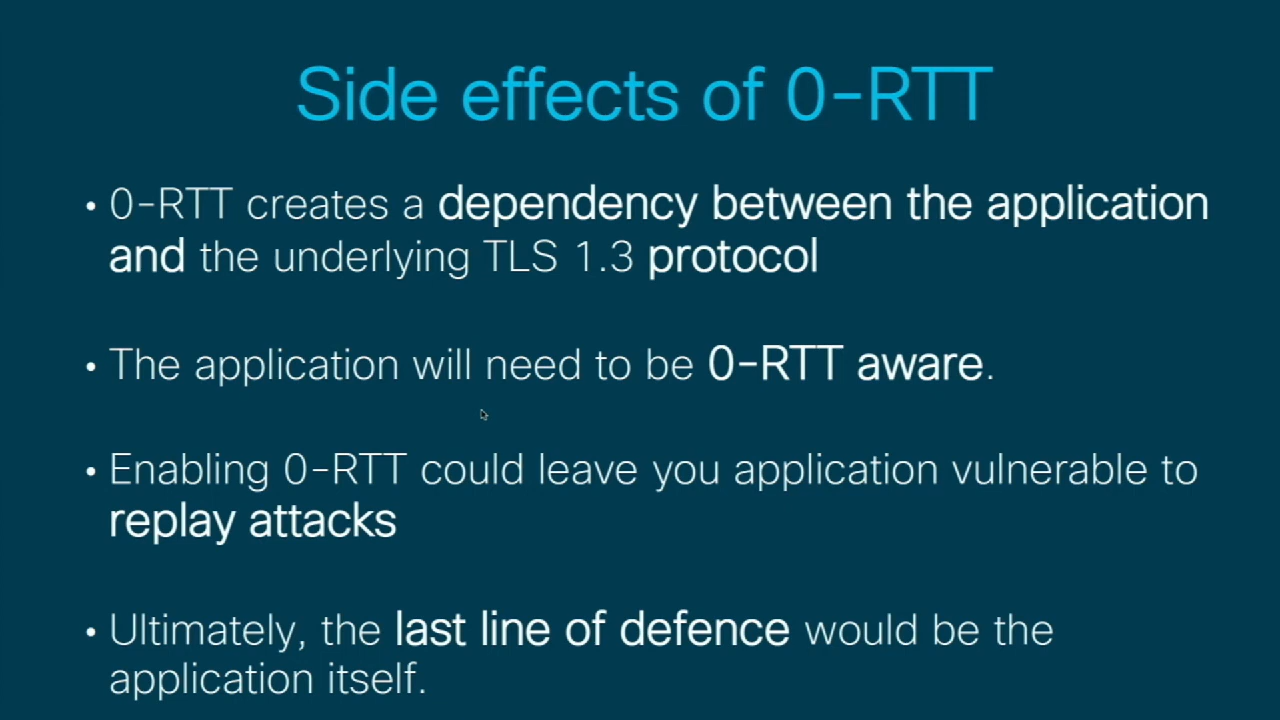 Side effects of 0-RTT
• 0-RTT creates a dependency between the application
and the underlying TLS 1.3 protocol
• The application will need to be 0-RTT aware.
• Enabling 0-RTT could leave you application vulnerable to
replay attacks
• Ultimately, the last line of defence would be the
application itself.